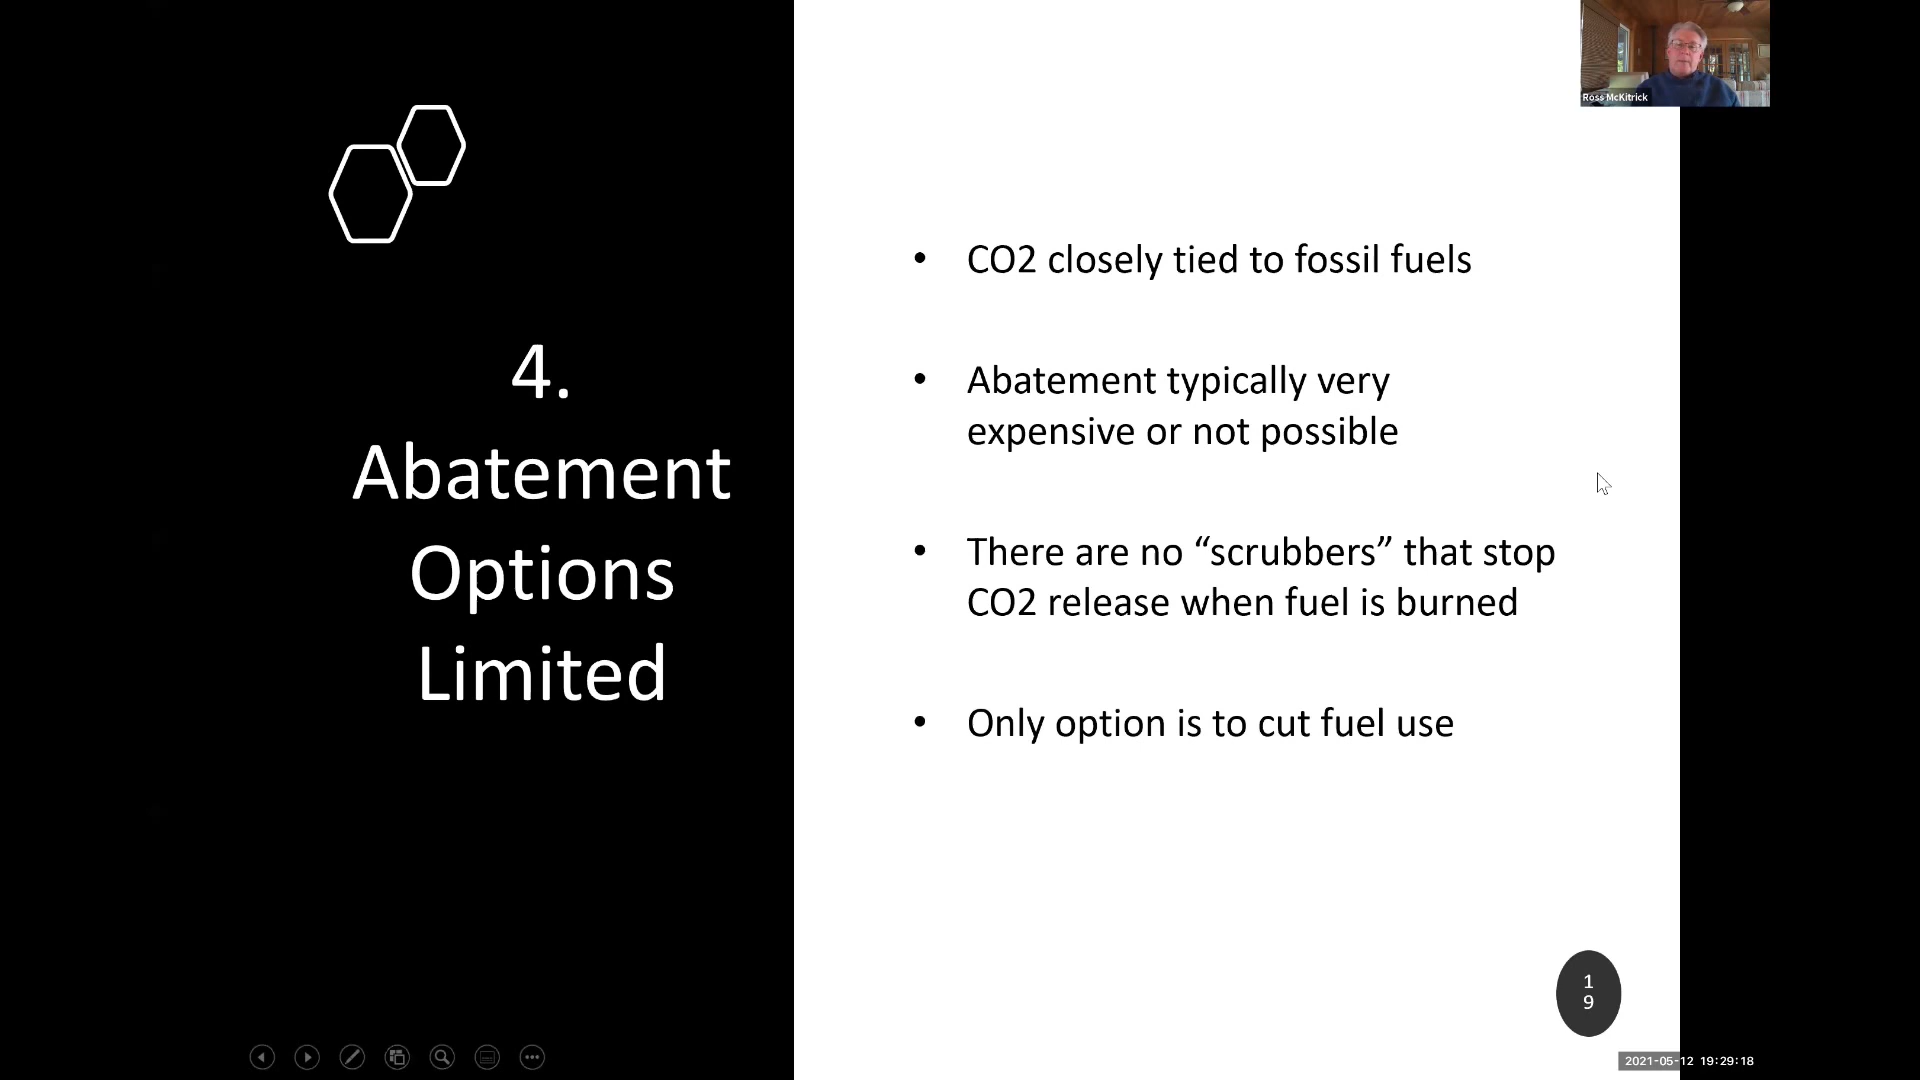 Ross McKitrick
4.
Abatement
Options
Limited
• CO2 closely tied to fossil fuels
• Abatement typically very
expensive or not possible
• There are no “scrubbers” that stop
CO2 release when fuel is burned
• Only option is to cut fuel use
1
9
2021-05-12 19:29:18